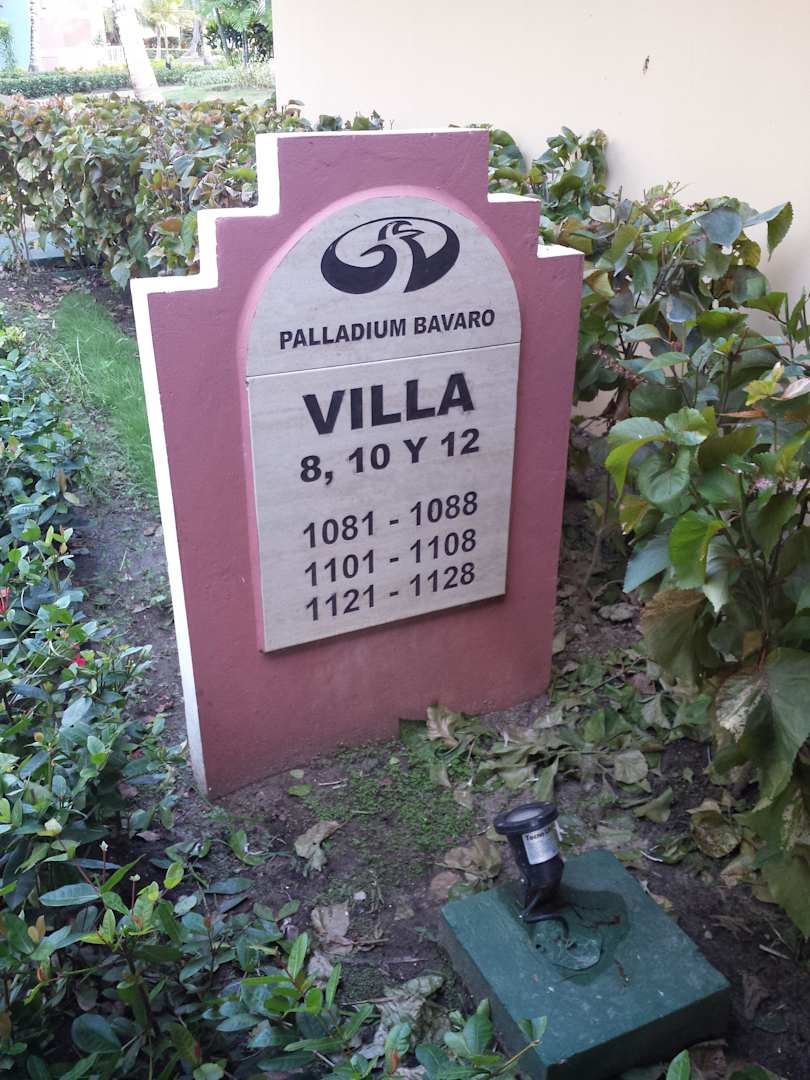 PALLADIUM BAVARO
VILLA
8, 10 Y 12
1081 - 1088
1101 - 1108
1121 - 1128